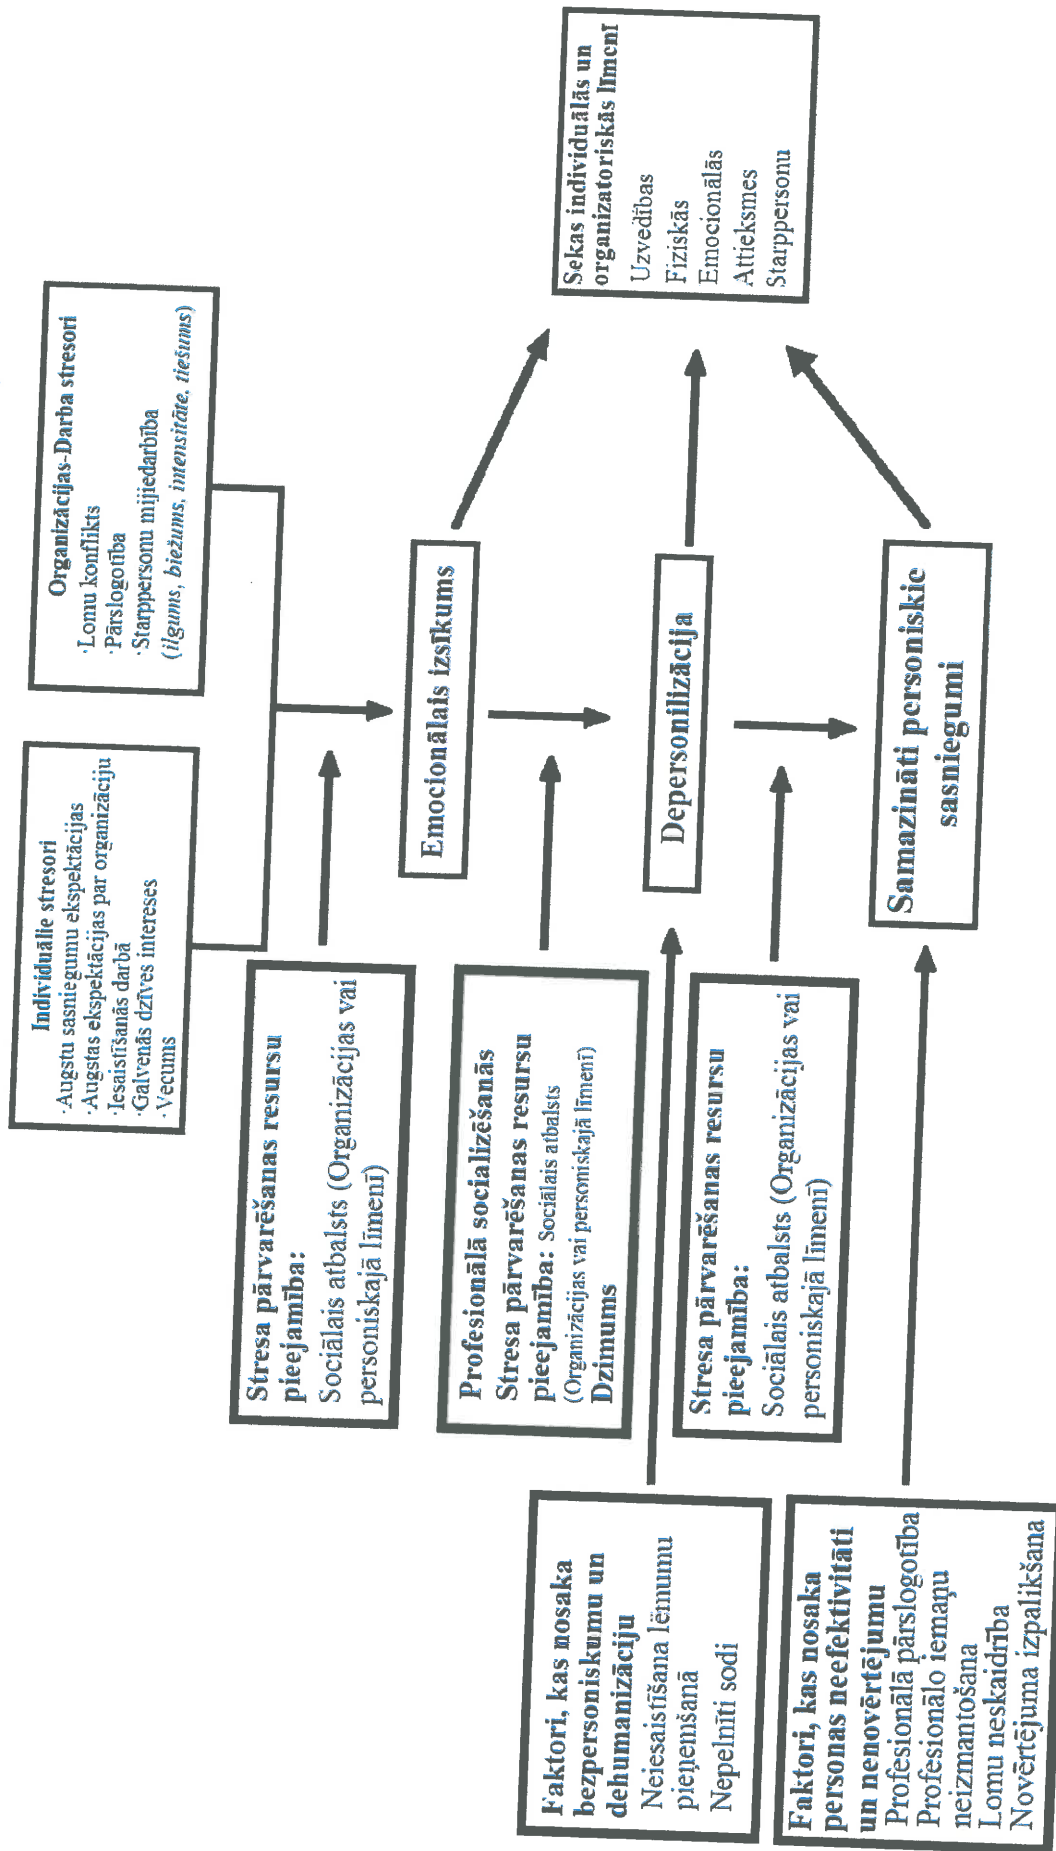 Individuālie stresori
·Augstu sasniegumu ekspektācijas
·Augstas ekspektācijas par organizāciju
·Iesaistīšanās darbā
·Galvenās dzīves intereses
·Vecums
Organizācijas-Darba stresori
·Lomu konflikts
·Pārslogotība
·Starppersonu mijiedarbība
(ilgums, biežums, intensitāte, tiešums)
Stresa pārvarēšanas resursu
pieejamība:
Sociālais atbalsts (Organizācijas vai
personiskajā līmenī)
Emocionālais izsīkums
Profesionālā socializēšanās
Stresa pārvarēšanas resursu
pieejamība: Sociālais atbalsts
(Organizācijas vai personiskajā līmenī)
Dzimums
Sekas individuālās un
organizatoriskās līmenī
Uzvedības
Fiziskās
Emocionālās
Attieksmes
Starppersonu
Faktori, kas nosaka
bezpersoniskumu un
dehumanizāciju
Neiesaistīšana lēmumu
pieņemšanā
Nepelnīti sodi
Depersonilizācija
Stresa pārvarēšanas resursu
pieejamība:
Sociālais atbalsts (Organizācijas vai
personiskajā līmenī)
Faktori, kas nosaka
personas neefektivitāti
un nenovērtējumu
Profesionālā pārslogotība
Profesionālo iemaņu
neizmantošana
Lomu neskaidrība
Novērtējuma izpalikšana
Samazināti personiskie
sasniegumi